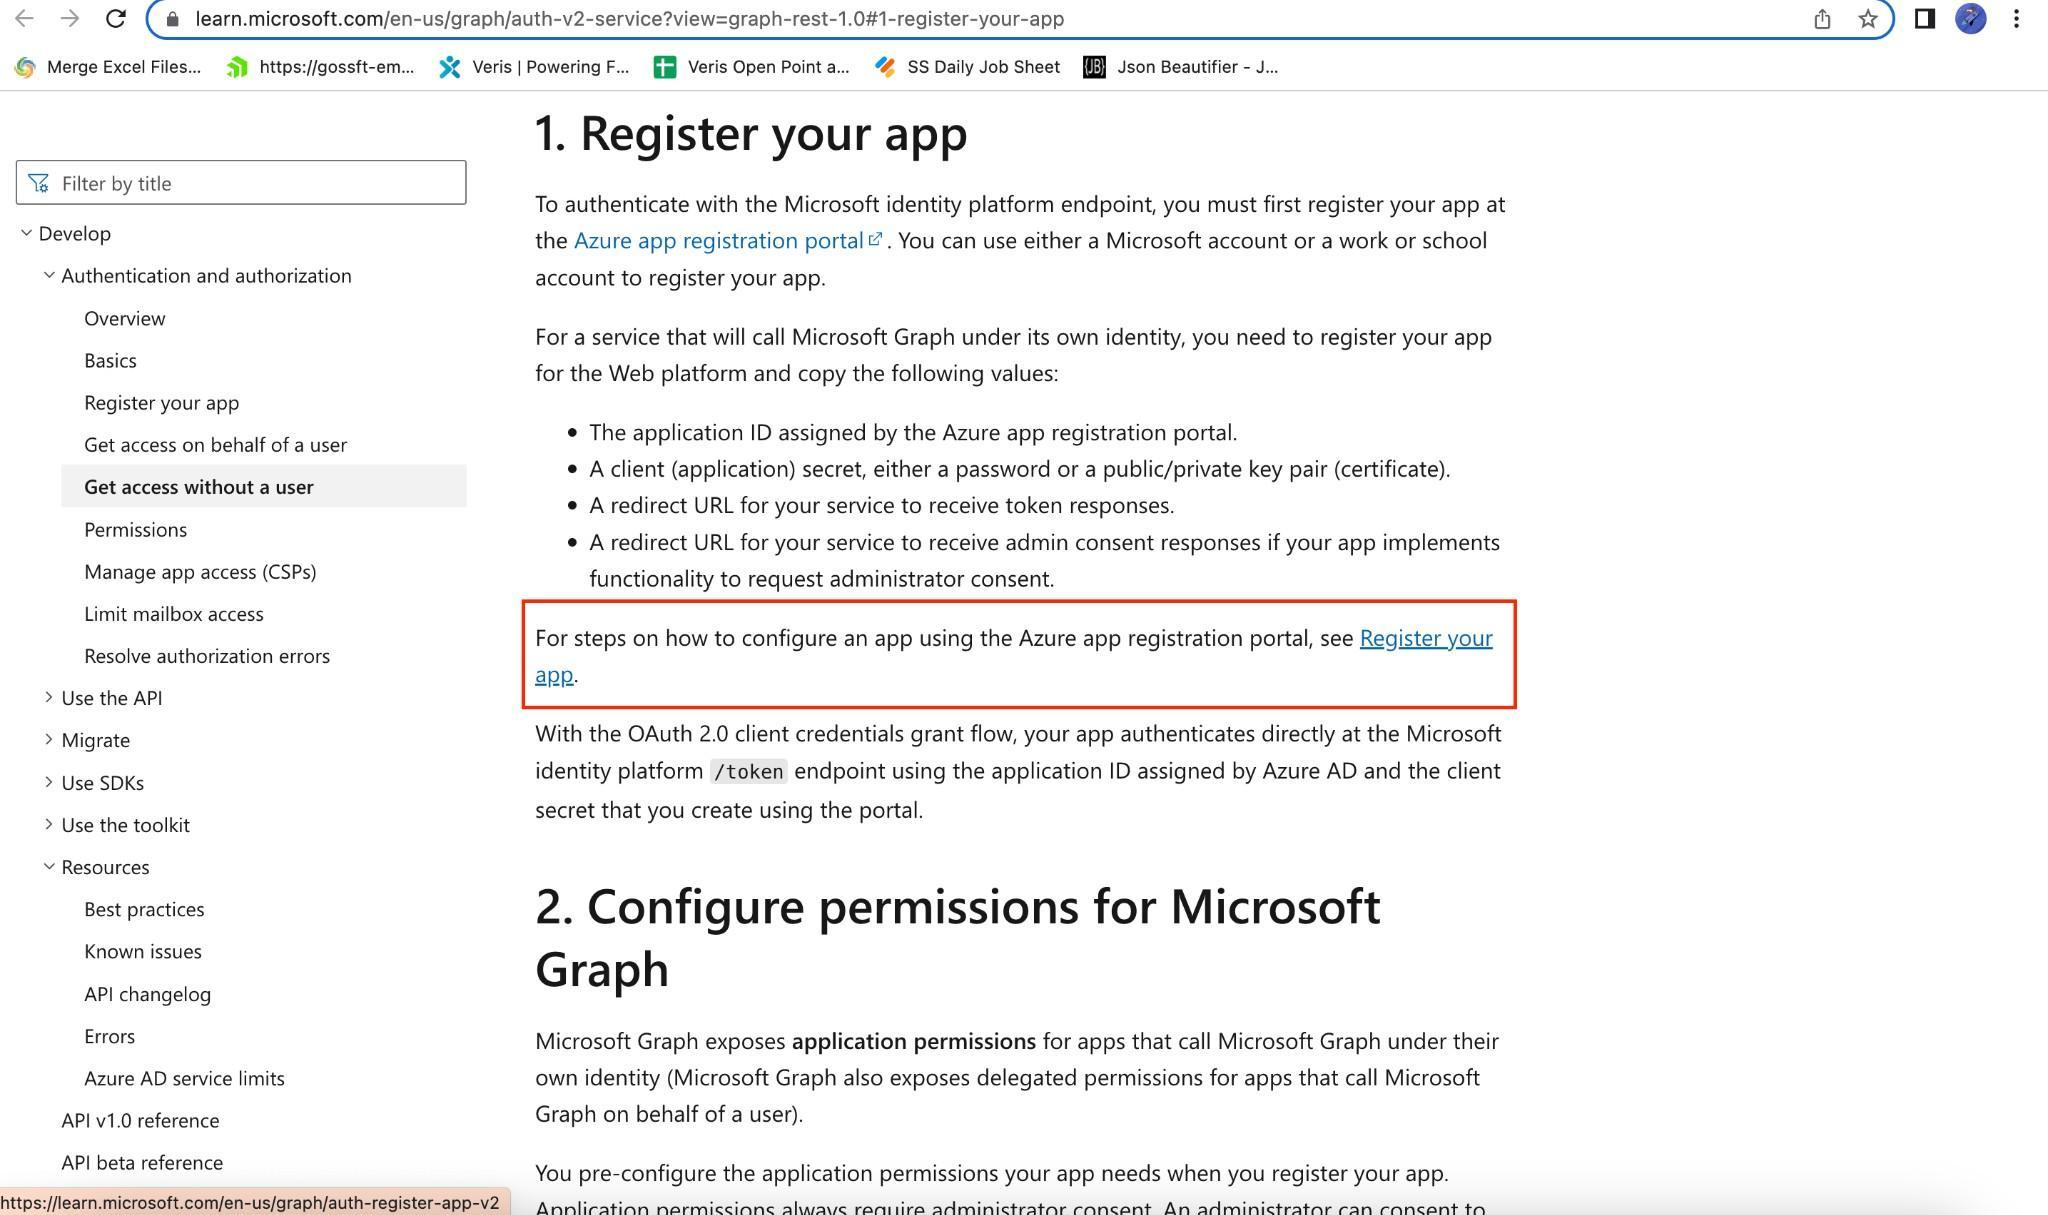 learn.microsoft.com/en-us/graph/auth-v2-service?view=graph-rest-1.0#1-register-your-app
Merge Excel Files...
https://gossft-em...
Veris | Powering F...
Veris Open Point a...
SS Daily Job Sheet
{JB}
Json Beautifier - J...
Filter by title
Develop
Authentication and authorization
Overview
Basics
Register your app
Get access on behalf of a user
Get access without a user
Permissions
Manage app access (CSPs)
Limit mailbox access
Resolve authorization errors
Use the API
Migrate
Use SDKs
Use the toolkit
Resources
Best practices
Known issues
API changelog
Errors
Azure AD service limits
API v1.0 reference
API beta reference
https://learn.microsoft.com/en-us/graph/auth-register-app-v2
1. Register your app
To authenticate with the Microsoft identity platform endpoint, you must first register your app at
the Azure app registration portal . You can use either a Microsoft account or a work or school
account to register your app.
For a service that will call Microsoft Graph under its own identity, you need to register your app
for the Web platform and copy the following values:
• The application ID assigned by the Azure app registration portal.
• A client (application) secret, either a password or a public/private key pair (certificate).
• A redirect URL for your service to receive token responses.
• A redirect URL for your service to receive admin consent responses if your app implements
functionality to request administrator consent.
For steps on how to configure an app using the Azure app registration portal, see Register your
app.
With the OAuth 2.0 client credentials grant flow, your app authenticates directly at the Microsoft
identity platform /token endpoint using the application ID assigned by Azure AD and the client
secret that you create using the portal.
2. Configure permissions for Microsoft
Graph
Microsoft Graph exposes application permissions for apps that call Microsoft Graph under their
own identity (Microsoft Graph also exposes delegated permissions for apps that call Microsoft
Graph on behalf of a user).
You pre-configure the application permissions your app needs when you register your app.
Application permissions always require administrator consent. An administrator can consent to